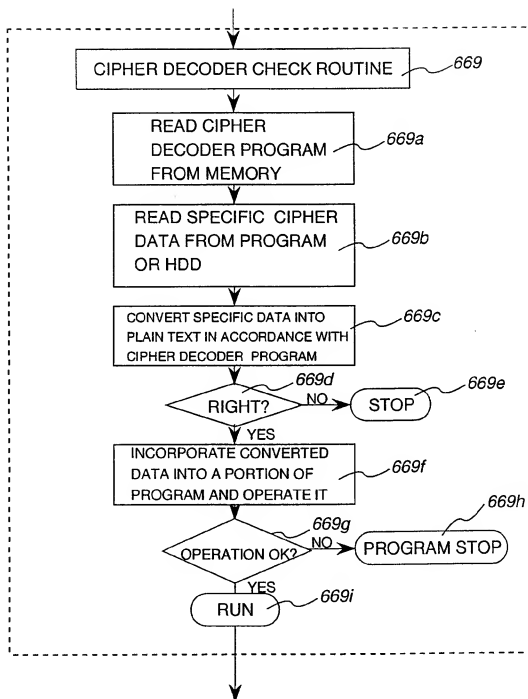 CIPHER DECODER CHECK ROUTINE
669
READ CIPHER
DECODER PROGRAM
FROM MEMORY
669a
READ SPECIFIC CIPHER
DATA FROM PROGRAM
OR HDD
669b
CONVERT SPECIFIC DATA INTO
PLAIN TEXT IN ACCORDANCE WITH
CIPHER DECODER PROGRAM
669c
RIGHT?
669d
NO
STOP
669e
YES
INCORPORATE CONVERTED
DATA INTO A PORTION OF
PROGRAM AND OPERATE IT
669f
OPERATION OK?
669g
NO
PROGRAM STOP
669h
YES
RUN
669i